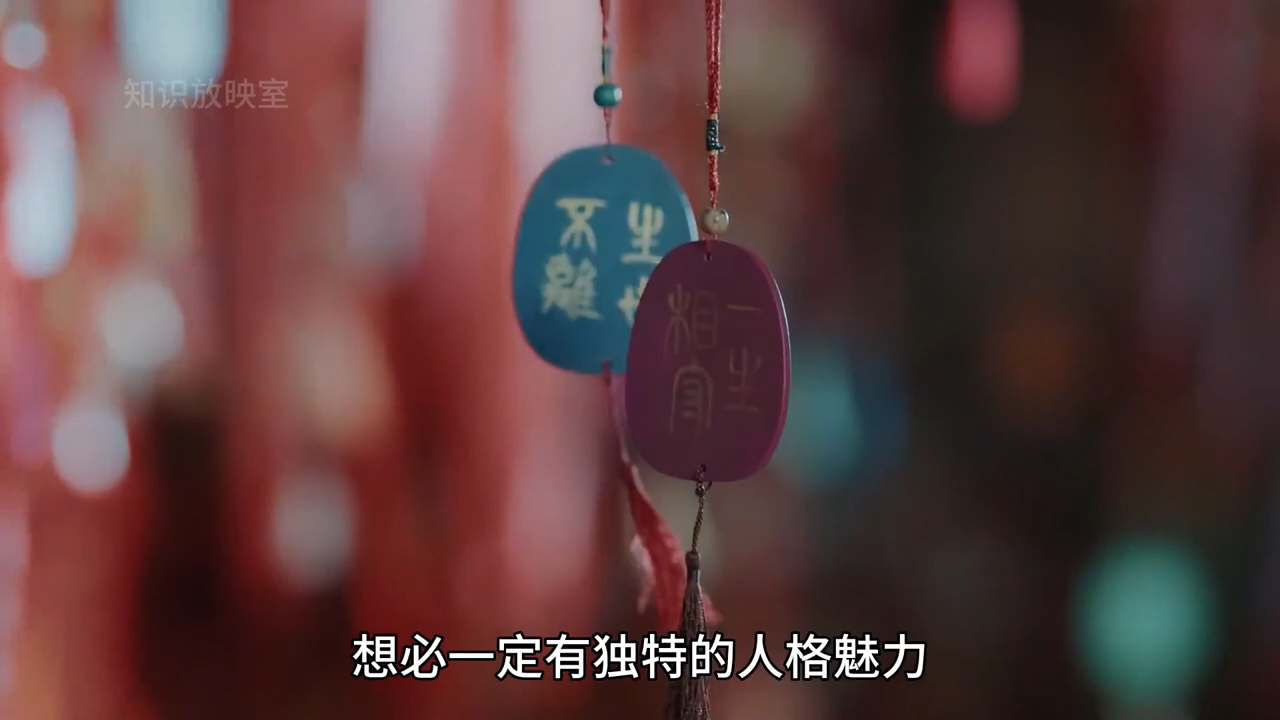 知识放映室
生
不離
一生
相守
想必一定有独特的人格魅力